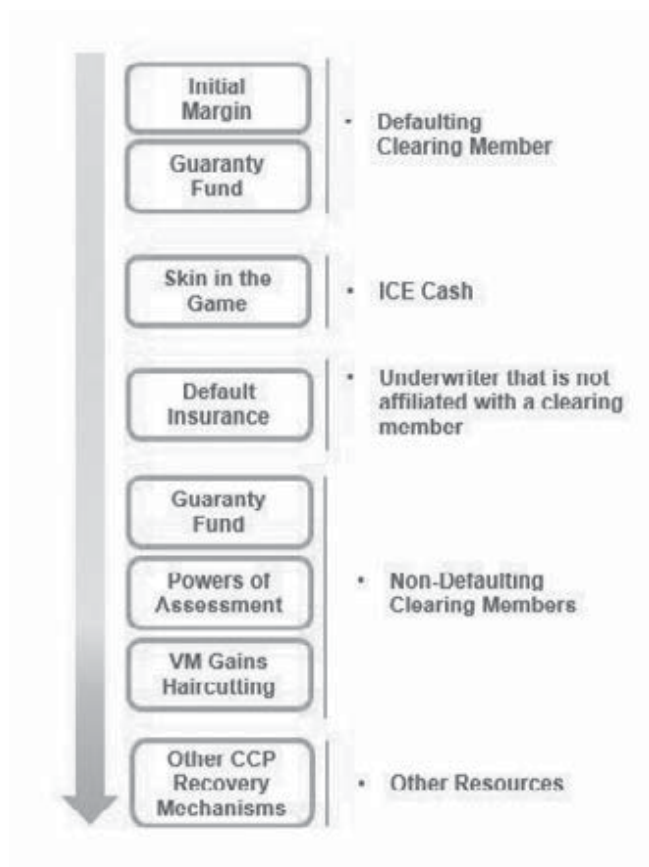 Initial
Margin
• Defaulting
Clearing Member
Guaranty
Fund
Skin in the
Game
• ICE Cash
Default
Insurance
• Underwriter that is not
affiliated with a clearing
member
Guaranty
Fund
Powers of
Assessment
• Non-Defaulting
Clearing Members
VM Gains
Haircutting
Other CCP
Recovery
Mechanisms
• Other Resources